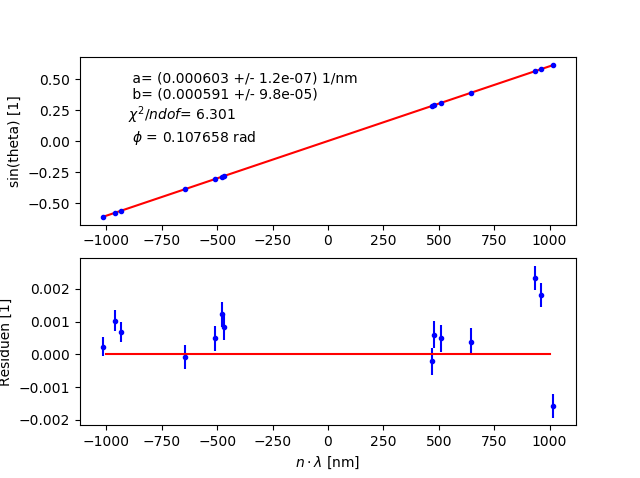 0.50
0.25
0.00
−0.25
−0.50
sin(theta) [1]
a= (0.000603 +/- 1.2e-07) 1/nm
b= (0.000591 +/- 9.8e-05)
χ²/ndof= 6.301
ϕ = 0.107658 rad
−1000 −750 −500 −250 0 250 500 750 1000
0.002
0.001
0.000
−0.001
−0.002
Residuen [1]
−1000 −750 −500 −250 0 250 500 750 1000
n · λ [nm]